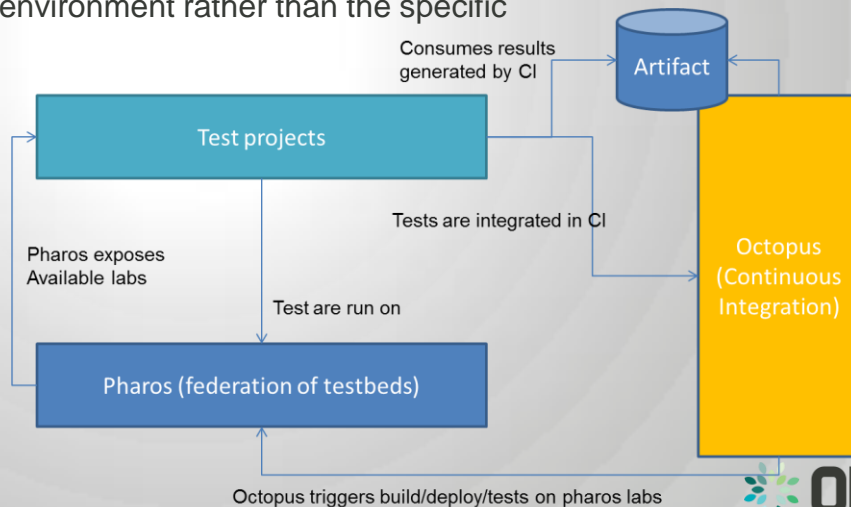 environment rather than the specific
Consumes results
generated by CI
Artifact
Test projects
Tests are integrated in CI
Pharos exposes
Available labs
Octopus
(Continuous
Integration)
Test are run on
Pharos (federation of testbeds)
Octopus triggers build/deploy/tests on pharos labs